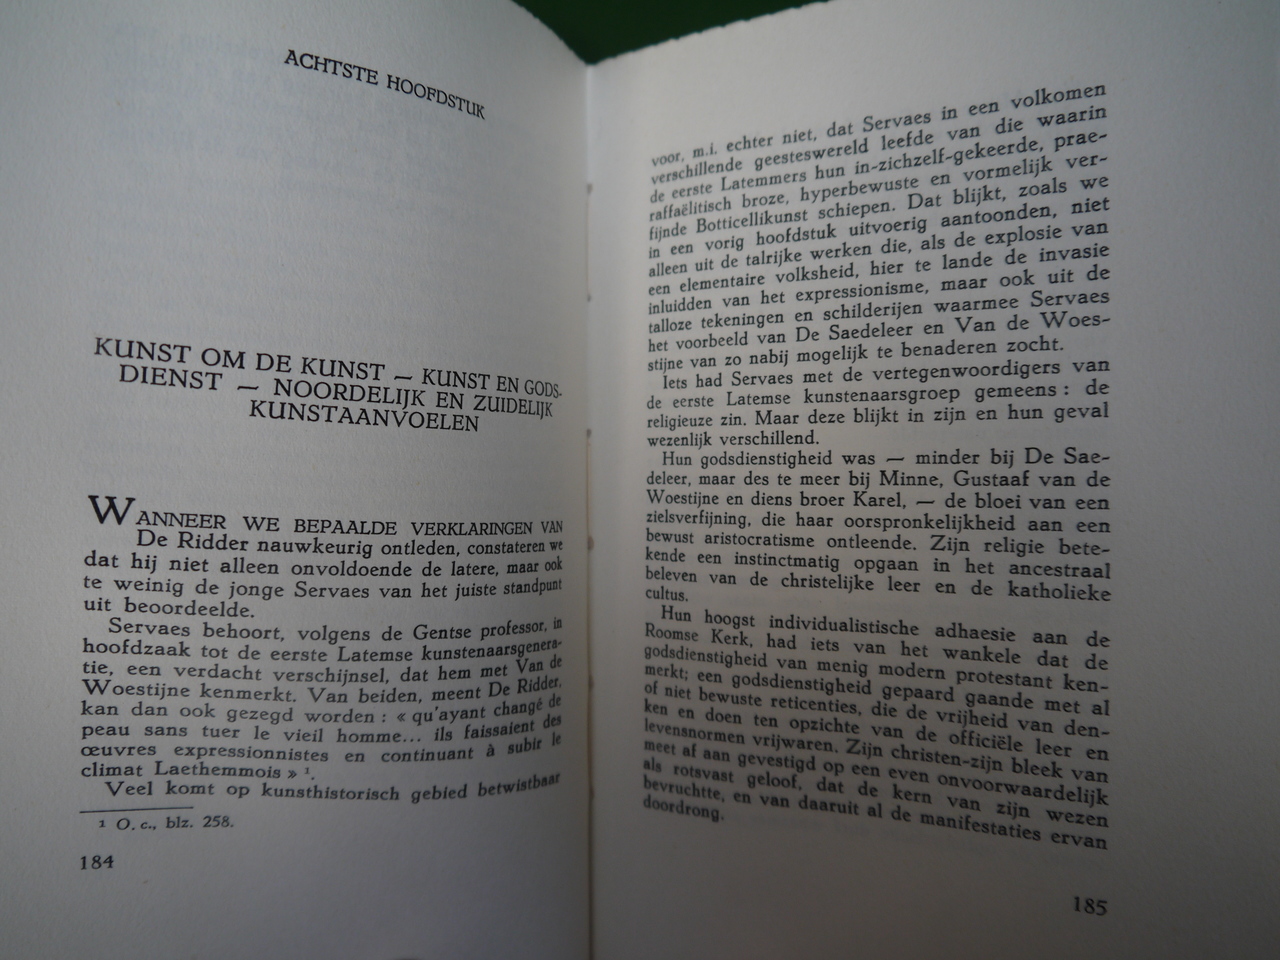 ACHTSTE HOOFDSTUK
KUNST OM DE KUNST — KUNST EN GODS-
DIENST — NOORDELIJK EN ZUIDELIJK
KUNSTAANVOELEN
WANNEER WE BEPAALDE VERKLARINGEN VAN
De Ridder nauwkeurig ontleden, constateren we
dat hij niet alleen onvoldoende de latere, maar ook
te weinig de jonge Servaes van het juiste standpunt
uit beoordeelde.
Servaes behoort, volgens de Gentse professor, in
hoofdzaak tot de eerste Latemse kunstenaarsgenera-
tie, een verdacht verschijnsel, dat hem met Van de
Woestijne kenmerkt. Van beiden, meent De Ridder,
kan dan ook gezegd worden : « qu'ayant changé de
peau sans tuer le vieil homme... ils faissaient des
œuvres expressionnistes en continuant à subir le
climat Laethemmois » ¹.
Veel komt op kunsthistorisch gebied betwistbaar
¹ O. c., blz. 258.
184
voor, m.i. echter niet, dat Servaes in een volkomen
verschillende geesteswereld leefde van die waarin
de eerste Latemmers hun in-zichzelf-gekeerde, prae-
raffaëlitisch broze, hyperbewuste en vormelijk ver-
fijnde Botticellikunst schiepen. Dat blijkt, zoals we
in een vorig hoofdstuk uitvoerig aantoonden, niet
alleen uit de talrijke werken die, als de explosie van
een elementaire volksheid, hier te lande de invasie
inluidden van het expressionisme, maar ook uit de
talloze tekeningen en schilderijen waarmee Servaes
het voorbeeld van De Saedeleer en Van de Woes-
stijne van zo nabij mogelijk te benaderen zocht.
Iets had Servaes met de vertegenwoordigers van
de eerste Latemse kunstenaarsgroep gemeens : de
religieuze zin. Maar deze blijkt in zijn en hun geval
wezenlijk verschillend.
Hun godsdienstigheid was — minder bij De Sae-
deleer, maar des te meer bij Minne, Gustaaf van de
Woestijne en diens broer Karel, — de bloei van een
zielsverfijning, die haar oorspronkelijkheid aan een
bewust aristocratisme ontleende. Zijn religie bete-
kende een instinctmatig opgaan in het ancestraal
beleven van de christelijke leer en de katholieke
cultus.
Hun hoogst individualistische adhaesie aan de
Roomse Kerk, had iets van het wankele dat de
godsdienstigheid van menig modern protestant ken-
merkt; een godsdienstigheid gepaard gaande met al
of niet bewuste reticenties, die de vrijheid van den-
ken en doen ten opzichte van de officiële leer en
levensnormen vrijwaren. Zijn christen-zijn bleek van
meet af aan gevestigd op een even onvoorwaardelijk
als rotsvast geloof, dat de kern van zijn wezen
bevruchtte, en van daaruit al de manifestaties ervan
doordrong.
185